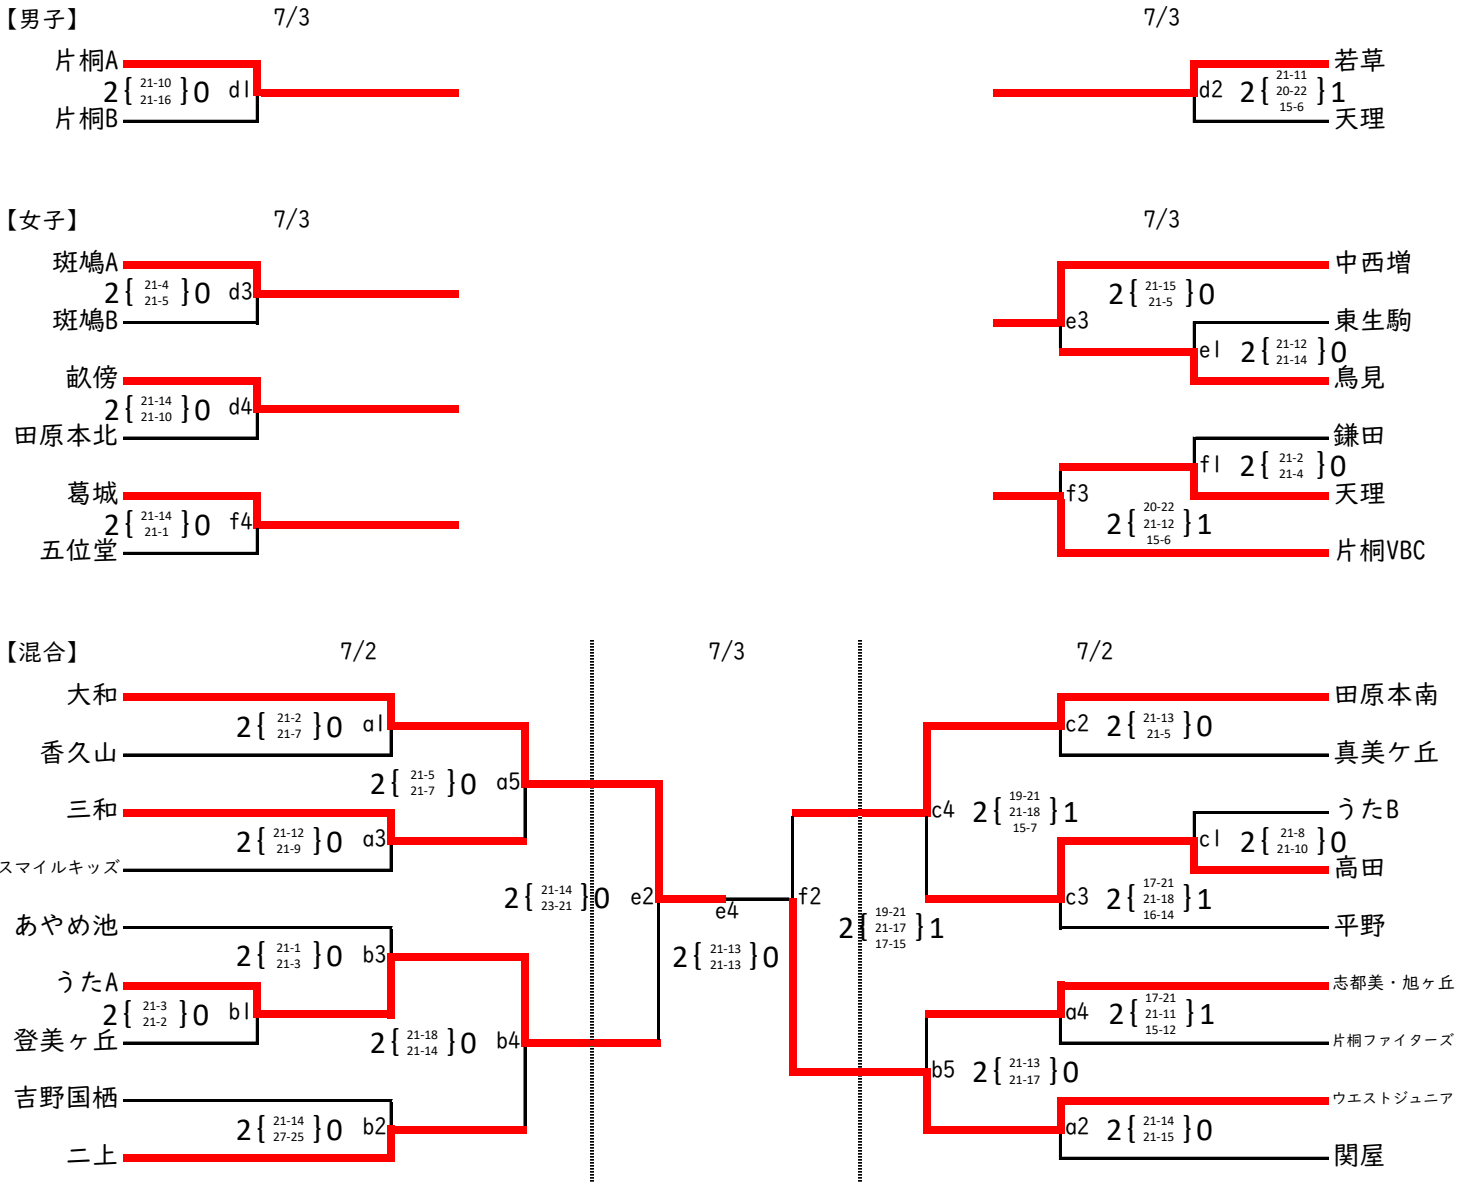 【男子】 7/3 7/3
片桐A 若草
2 { 21-10 21-16 } 0 d1 d2 2 { 21-11 20-22 15-6 } 1
片桐B 天理
【女子】 7/3 7/3
斑鳩A 中西増
2 { 21-4 21-5 } 0 d3 2 { 21-15 21-5 } 0
斑鳩B e3 東生駒
e1 2 { 21-12 21-14 } 0
畝傍 鳥見
2 { 21-14 21-10 } 0 d4
田原本北 鎌田
f1 2 { 21-2 21-4 } 0
葛城 f3 天理
2 { 21-14 21-1 } 0 f4 2 { 20-22 21-12 15-6 } 1
五位堂 片桐VBC
【混合】 7/2 7/3 7/2
大和 田原本南
2 { 21-2 21-7 } 0 a1 c2 2 { 21-13 21-5 } 0
香久山 真美ケ丘
2 { 21-5 21-7 } 0 a5
三和 c4 2 { 19-21 21-18 15-7 } 1 うたB
2 { 21-12 21-9 } 0 a3 c1 2 { 21-8 21-10 } 0
スマイルキッズ 高田
2 { 21-14 23-21 } 0 e2 e4 f2 c3 2 { 17-21 21-18 16-14 } 1
あやめ池 2 { 19-21 21-17 17-15 } 1 平野
2 { 21-1 21-3 } 0 b3 2 { 21-13 21-13 } 0
うたA 志都美・旭ヶ丘
2 { 21-3 21-2 } 0 b1 a4 2 { 17-21 21-11 15-12 } 1
登美ヶ丘 2 { 21-18 21-14 } 0 b4 片桐ファイターズ
b5 2 { 21-13 21-17 } 0
吉野国栖 ウエストジュニア
2 { 21-14 27-25 } 0 b2 a2 2 { 21-14 21-15 } 0
二上 関屋